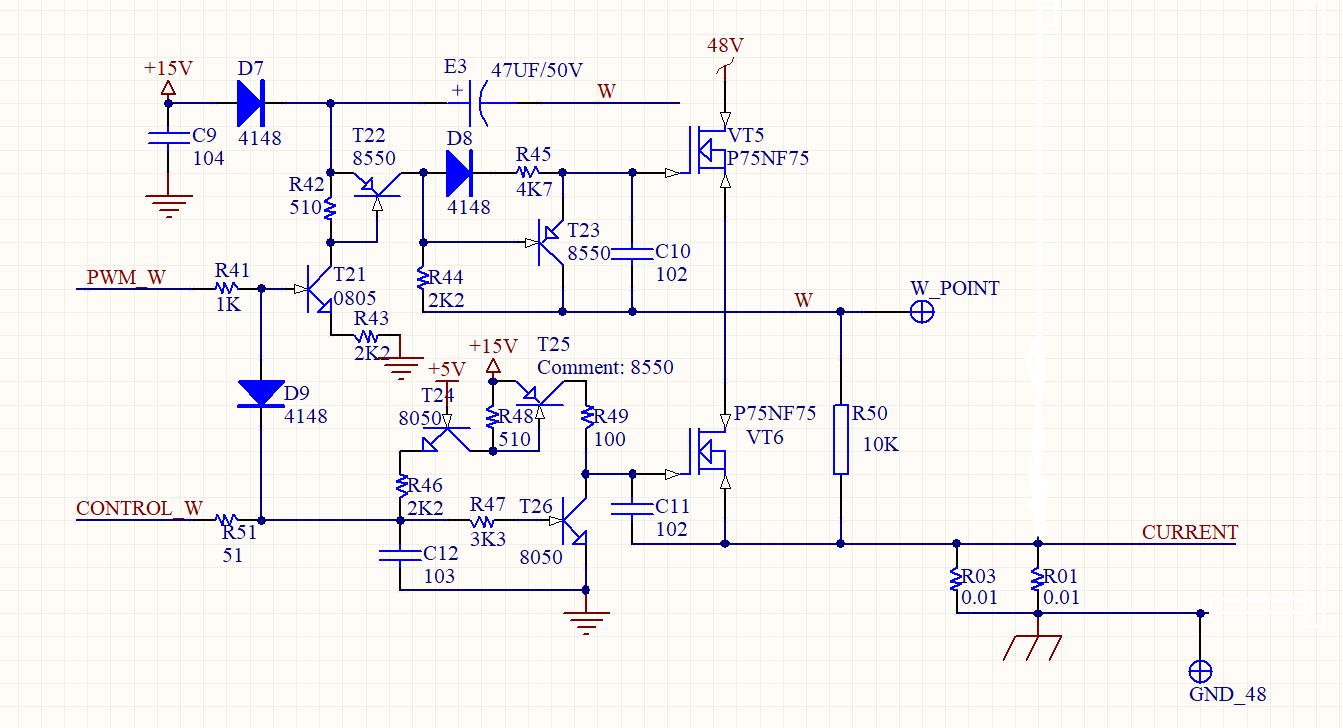 48V
+15V
D7
E3
47UF/50V
+
W
C9
104
4148
T22
8550
D8
R45
4K7
VT5
P75NF75
R42
510
4148
T23
8550
C10
102
PWM_W
R41
1K
T21
0805
R44
2K2
W
W_POINT
R43
2K2
+15V
T25
Comment: 8550
+5V
D9
4148
T24
8050
R48
510
R49
100
P75NF75
VT6
R50
10K
R46
2K2
CONTROL_W
R51
51
R47
3K3
T26
8050
C11
102
CURRENT
C12
103
R03
0.01
R01
0.01
GND_48